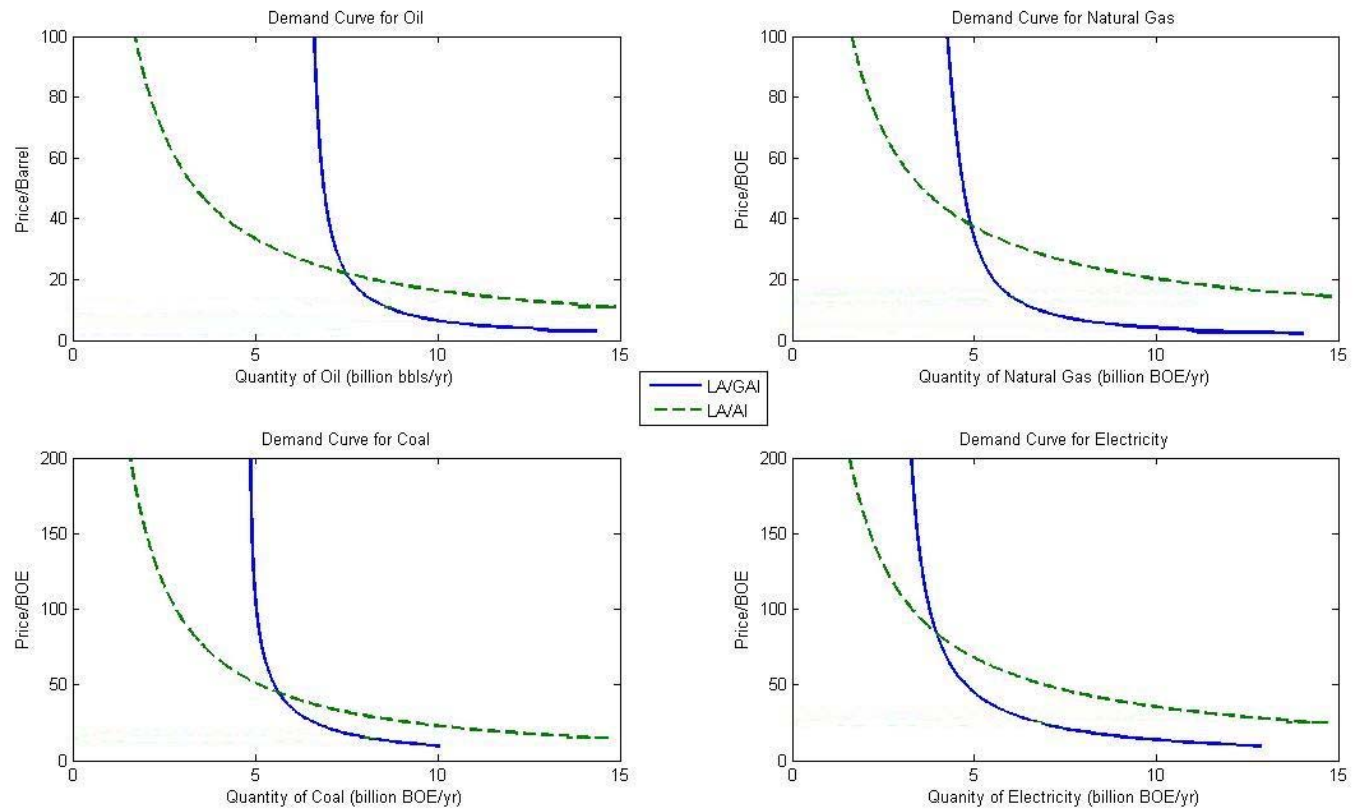 Demand Curve for Oil
100
80
60
40
20
0
Price/Barrel
0 5 10 15
Quantity of Oil (billion bbls/yr)
Demand Curve for Natural Gas
100
80
60
40
20
0
Price/BOE
0 5 10 15
Quantity of Natural Gas (billion BOE/yr)
LA/GAI
LA/AI
Demand Curve for Coal
200
150
100
50
0
Price/BOE
0 5 10 15
Quantity of Coal (billion BOE/yr)
Demand Curve for Electricity
200
150
100
50
0
Price/BOE
0 5 10 15
Quantity of Electricity (billion BOE/yr)